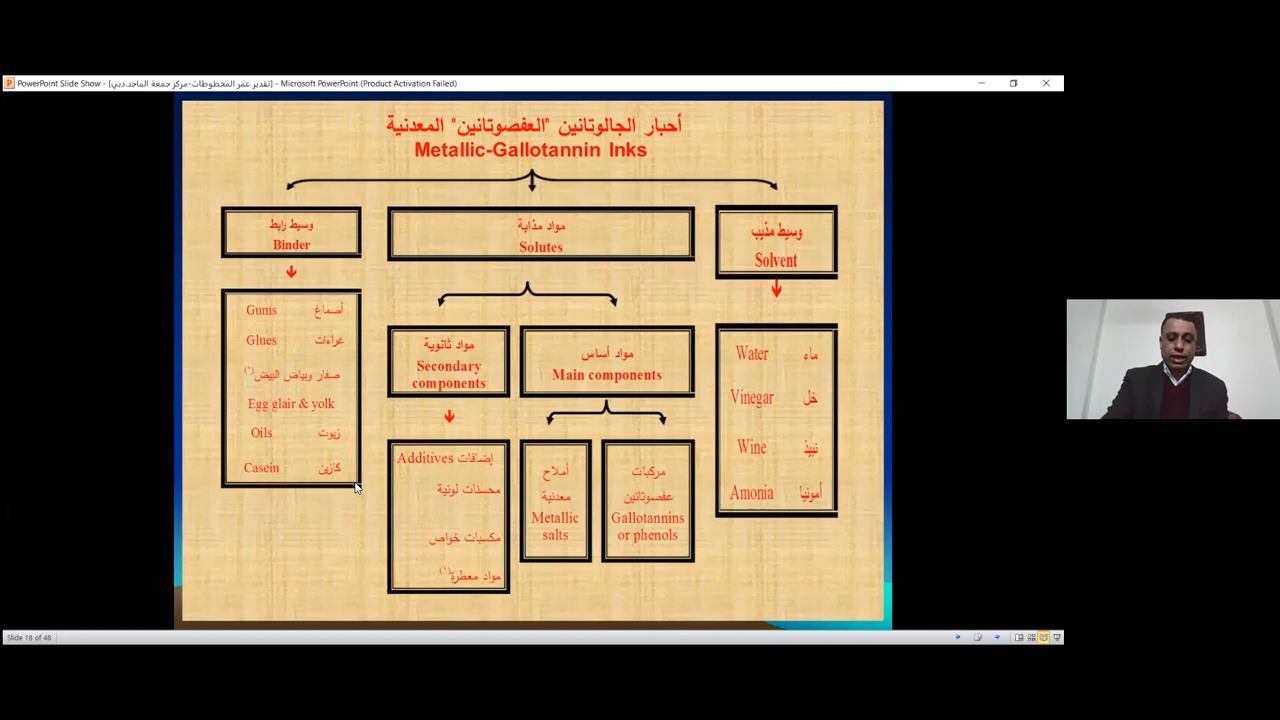 PowerPoint Slide Show - [تقدير عمر المخطوطات-مركز جمعة الماجد.دبي] - Microsoft PowerPoint (Product Activation Failed)
أحبار الجالوتانين "العفصوتانين" المعدنية
Metallic-Gallotannin Inks
وسيط مذيب
Solvent
ماء Water
خل Vinegar
نبيذ Wine
أمونيا Amonia
مواد مذابة
Solutes
مواد أساس
Main components
مركبات
عفصوتانين
Gallotannins
or phenols
أملاح
معدنية
Metallic
salts
مواد ثانوية
Secondary
components
إضافات Additives
محسنات لونية
مكسبات خواص
مواد معطرة(١)
وسيط رابط
Binder
أصماغ Gums
غراءات Glues
صفار وبياض البيض(٢)
Egg glair & yolk
زيوت Oils
كازين Casein
Slide 18 of 48